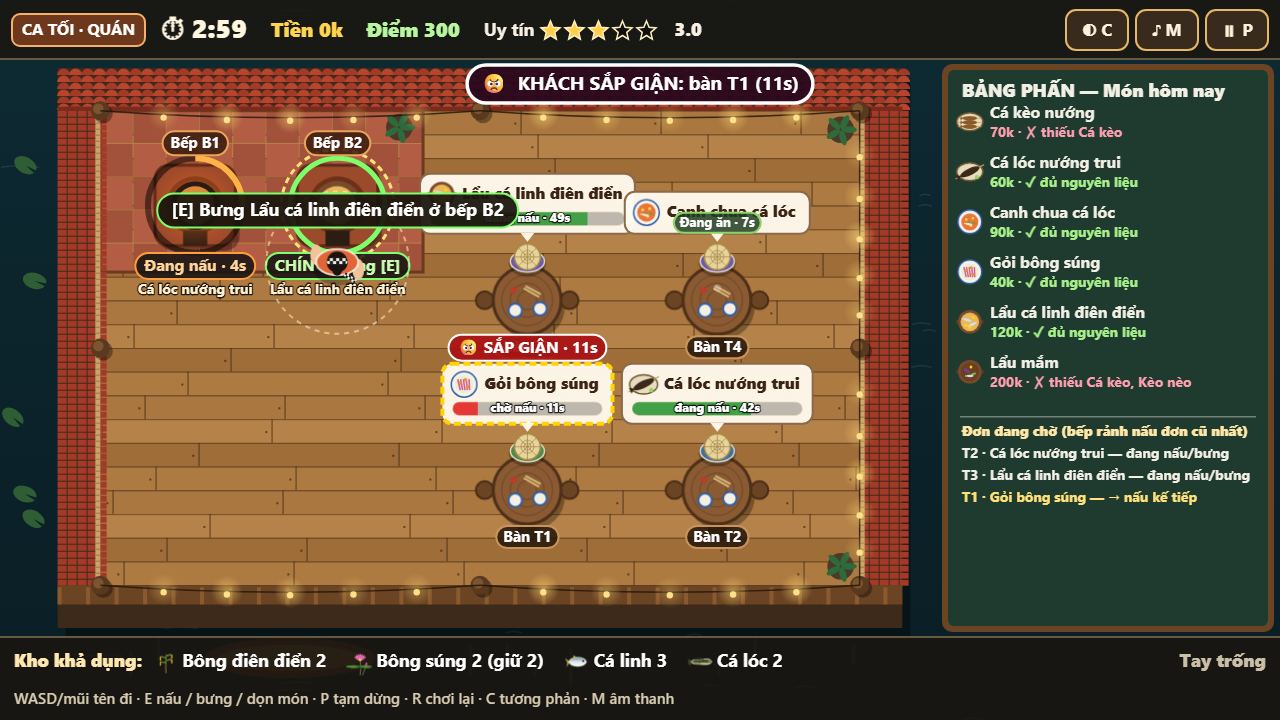 CA TỐI · QUÁN
2:59
Tiền 0k
Điểm 300
Uy tín
3.0
C
M
P
KHÁCH SẮP GIẬN: bàn T1 (11s)
Bếp B1
Bếp B2
Lẩu cá linh điên điển
nấu · 49s
Canh chua cá lóc
Đang ăn · 7s
[E] Bưng Lẩu cá linh điên điển ở bếp B2
Đang nấu · 4s
CHÍN
[E]
Cá lóc nướng trui
Lẩu cá linh điên điển
SẮP GIẬN · 11s
Bàn T4
Gỏi bông súng
chờ nấu · 11s
Cá lóc nướng trui
đang nấu · 42s
Bàn T1
Bàn T2
BẢNG PHẤN — Món hôm nay
Cá kèo nướng
70k · ✗ thiếu Cá kèo
Cá lóc nướng trui
60k · ✓ đủ nguyên liệu
Canh chua cá lóc
90k · ✓ đủ nguyên liệu
Gỏi bông súng
40k · ✓ đủ nguyên liệu
Lẩu cá linh điên điển
120k · ✓ đủ nguyên liệu
Lẩu mắm
200k · ✗ thiếu Cá kèo, Kèo nèo
Đơn đang chờ (bếp rảnh nấu đơn cũ nhất)
T2 · Cá lóc nướng trui — đang nấu/bưng
T3 · Lẩu cá linh điên điển — đang nấu/bưng
T1 · Gỏi bông súng — → nấu kế tiếp
Kho khả dụng: Bông điên điển 2 Bông súng 2 (giữ 2) Cá linh 3 Cá lóc 2
Tay trống
WASD/mũi tên đi · E nấu / bưng / dọn món · P tạm dừng · R chơi lại · C tương phản · M âm thanh